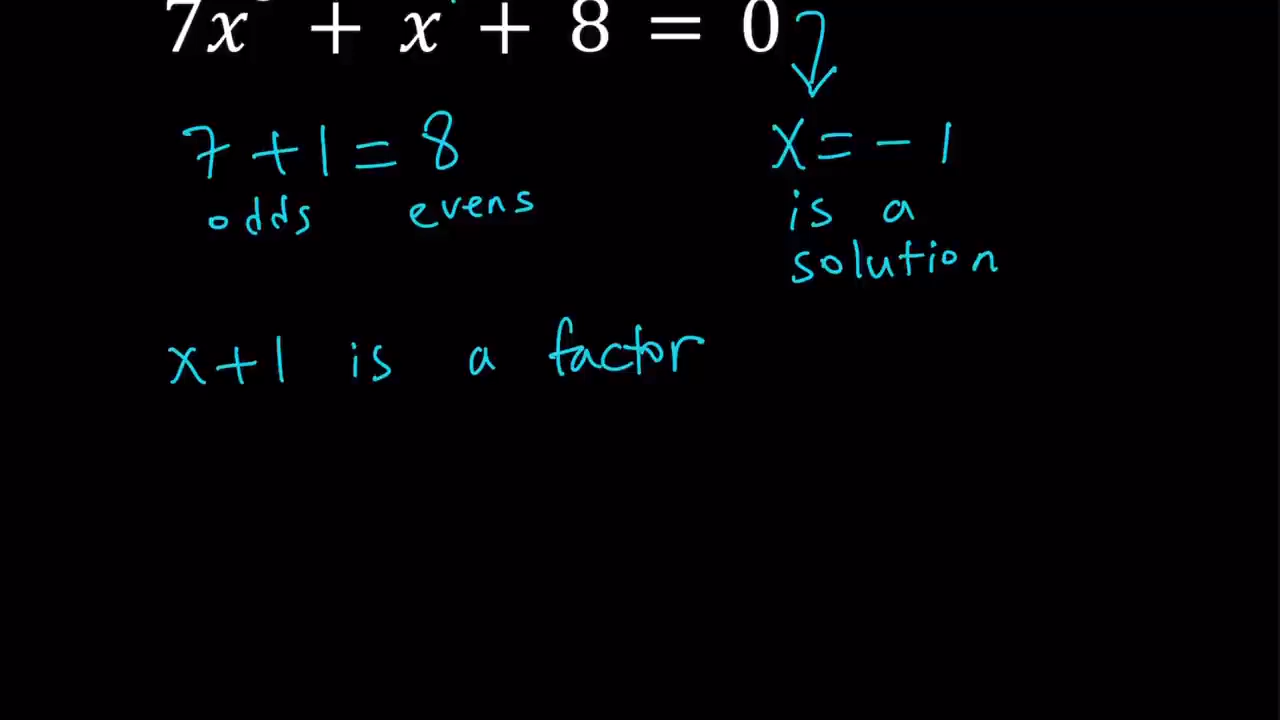 7x + x + 8 = 0
7 + 1 = 8
odds evens
x = - 1
is a
solution
x+1 is a factor